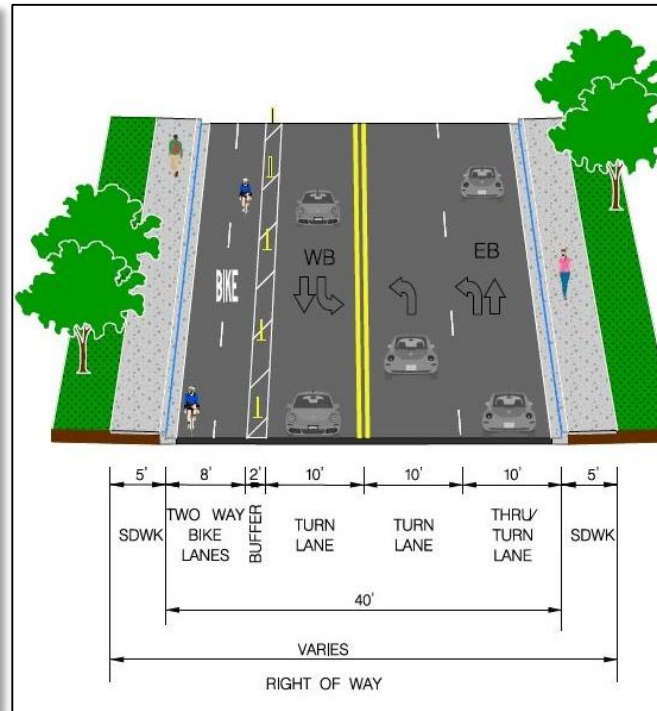 WB
EB
BIKE
5'
8'
2'
10'
10'
10'
5'
SDWK
TWO WAY
BIKE
LANES
BUFFER
TURN
LANE
TURN
LANE
THRU/
TURN
LANE
SDWK
40'
VARIES
RIGHT OF WAY